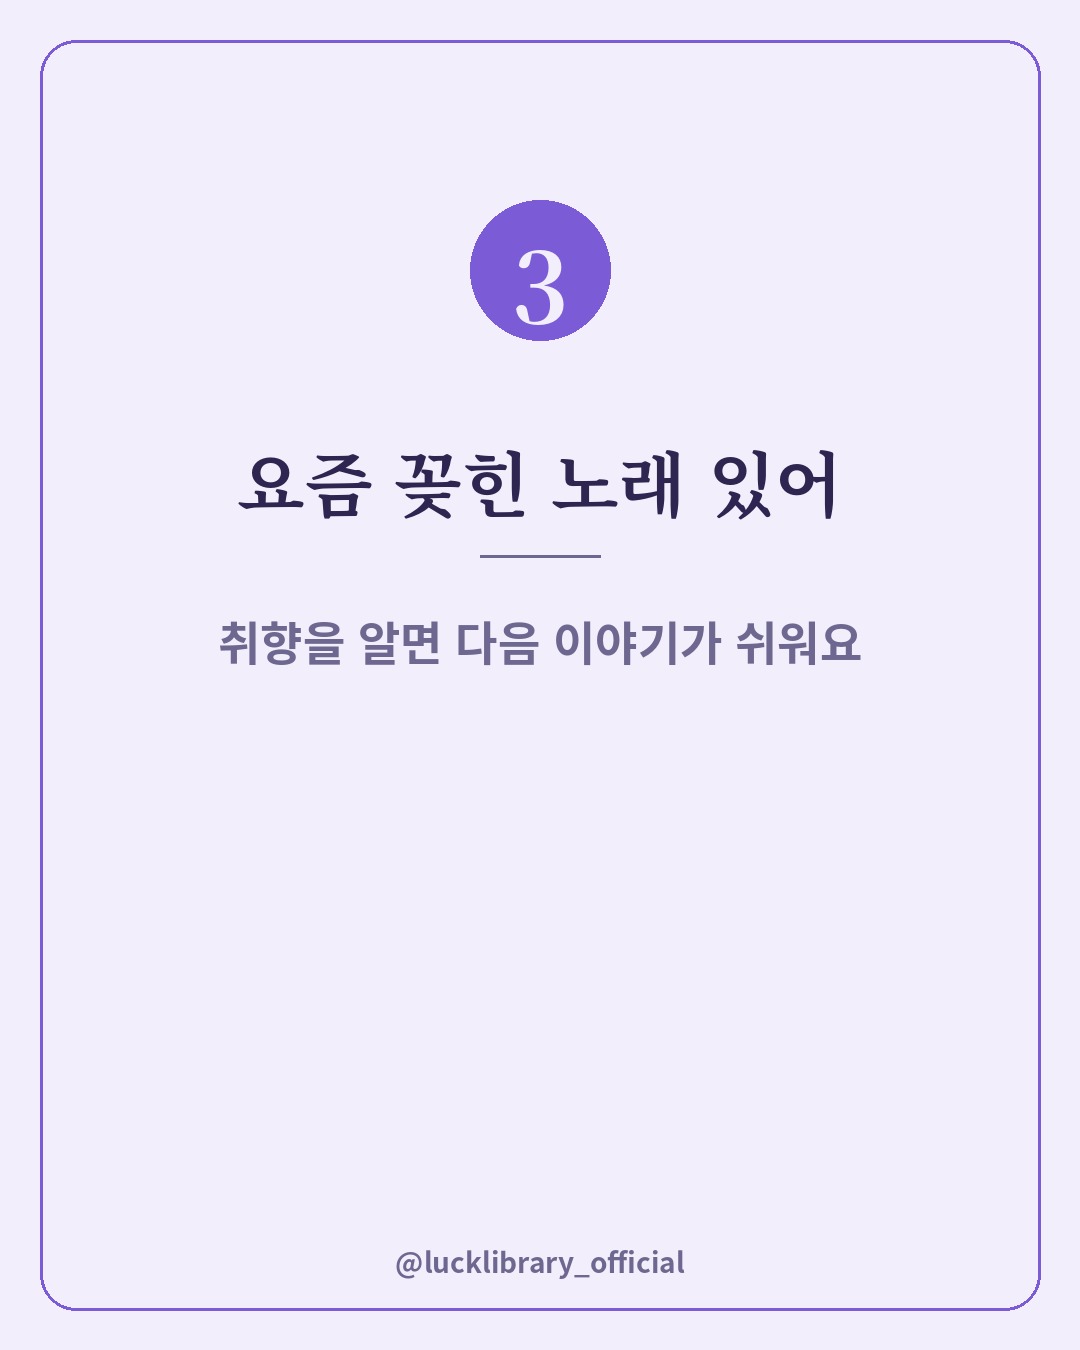 3
요즘 꽂힌 노래 있어
취향을 알면 다음 이야기가 쉬워요
@lucklibrary_official